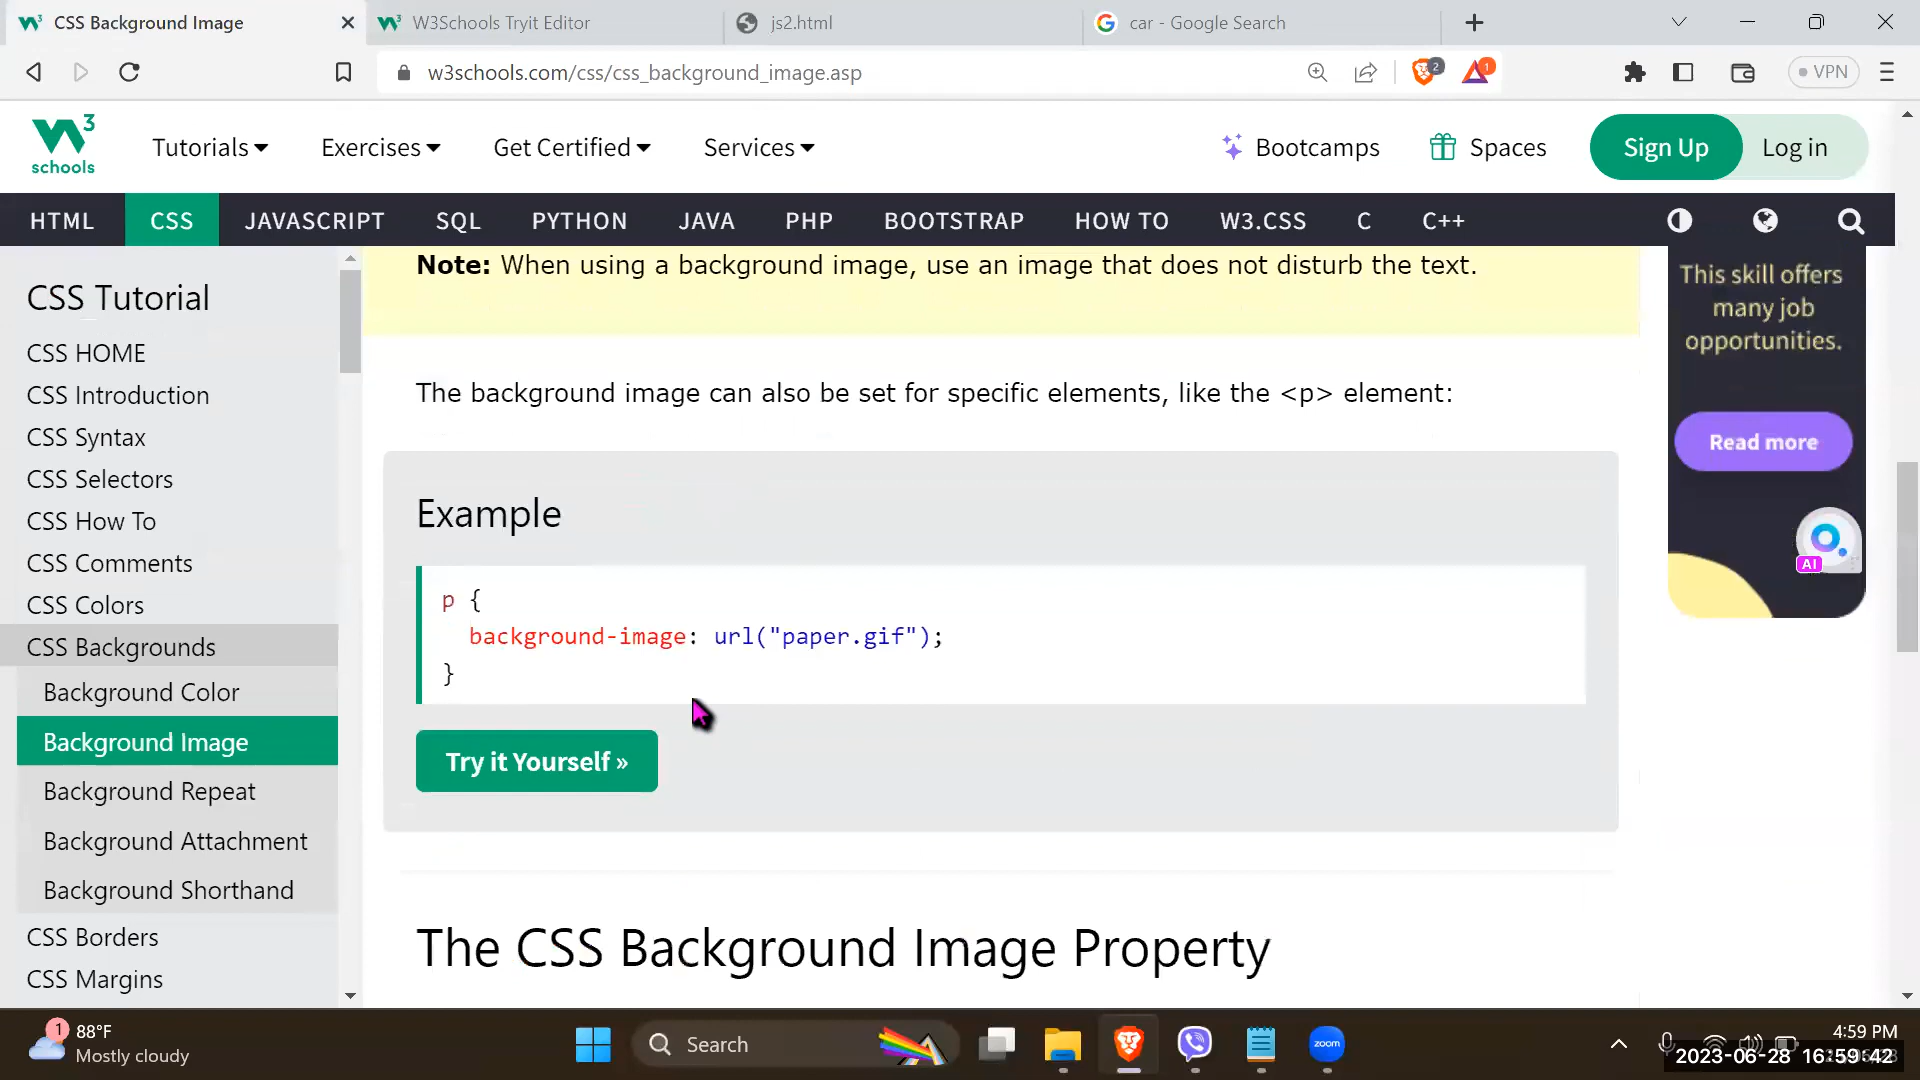 CSS Background Image
W3Schools Tryit Editor
js2.html
car - Google Search
w3schools.com/css/css_background_image.asp
2
1
VPN
3
schools
Tutorials
Exercises
Get Certified
Services
Bootcamps
Spaces
Sign Up
Log in
HTML
CSS
JAVASCRIPT
SQL
PYTHON
JAVA
PHP
BOOTSTRAP
HOW TO
W3.CSS
C
C++
CSS Tutorial
CSS HOME
CSS Introduction
CSS Syntax
CSS Selectors
CSS How To
CSS Comments
CSS Colors
CSS Backgrounds
Background Color
Background Image
Background Repeat
Background Attachment
Background Shorthand
CSS Borders
CSS Margins
Note: When using a background image, use an image that does not disturb the text.
The background image can also be set for specific elements, like the <p> element:
Example
p {
background-image: url("paper.gif");
}
Try it Yourself »
The CSS Background Image Property
This skill offers
many job
opportunities.
Read more
AI
1
88°F
Mostly cloudy
Search
zoom
4:59 PM
2023-06-28 16:59:42